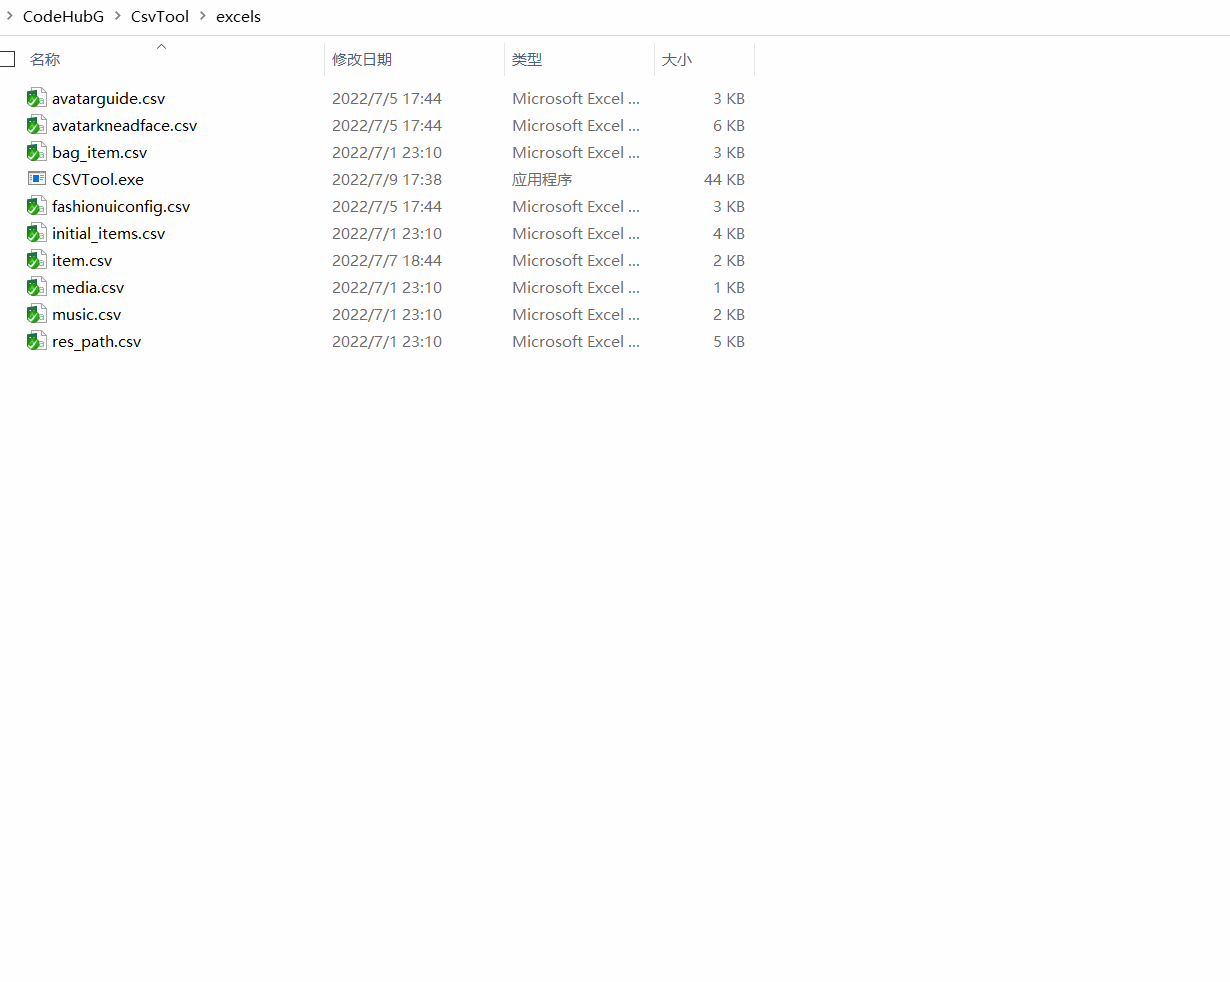 CodeHubG > CsvTool > excels
名称 修改日期 类型 大小
avatarguide.csv 2022/7/5 17:44 Microsoft Excel ... 3 KB
avatarkneadface.csv 2022/7/5 17:44 Microsoft Excel ... 6 KB
bag_item.csv 2022/7/1 23:10 Microsoft Excel ... 3 KB
CSVTool.exe 2022/7/9 17:38 应用程序 44 KB
fashionuiconfig.csv 2022/7/5 17:44 Microsoft Excel ... 3 KB
initial_items.csv 2022/7/1 23:10 Microsoft Excel ... 4 KB
item.csv 2022/7/7 18:44 Microsoft Excel ... 2 KB
media.csv 2022/7/1 23:10 Microsoft Excel ... 1 KB
music.csv 2022/7/1 23:10 Microsoft Excel ... 2 KB
res_path.csv 2022/7/1 23:10 Microsoft Excel ... 5 KB